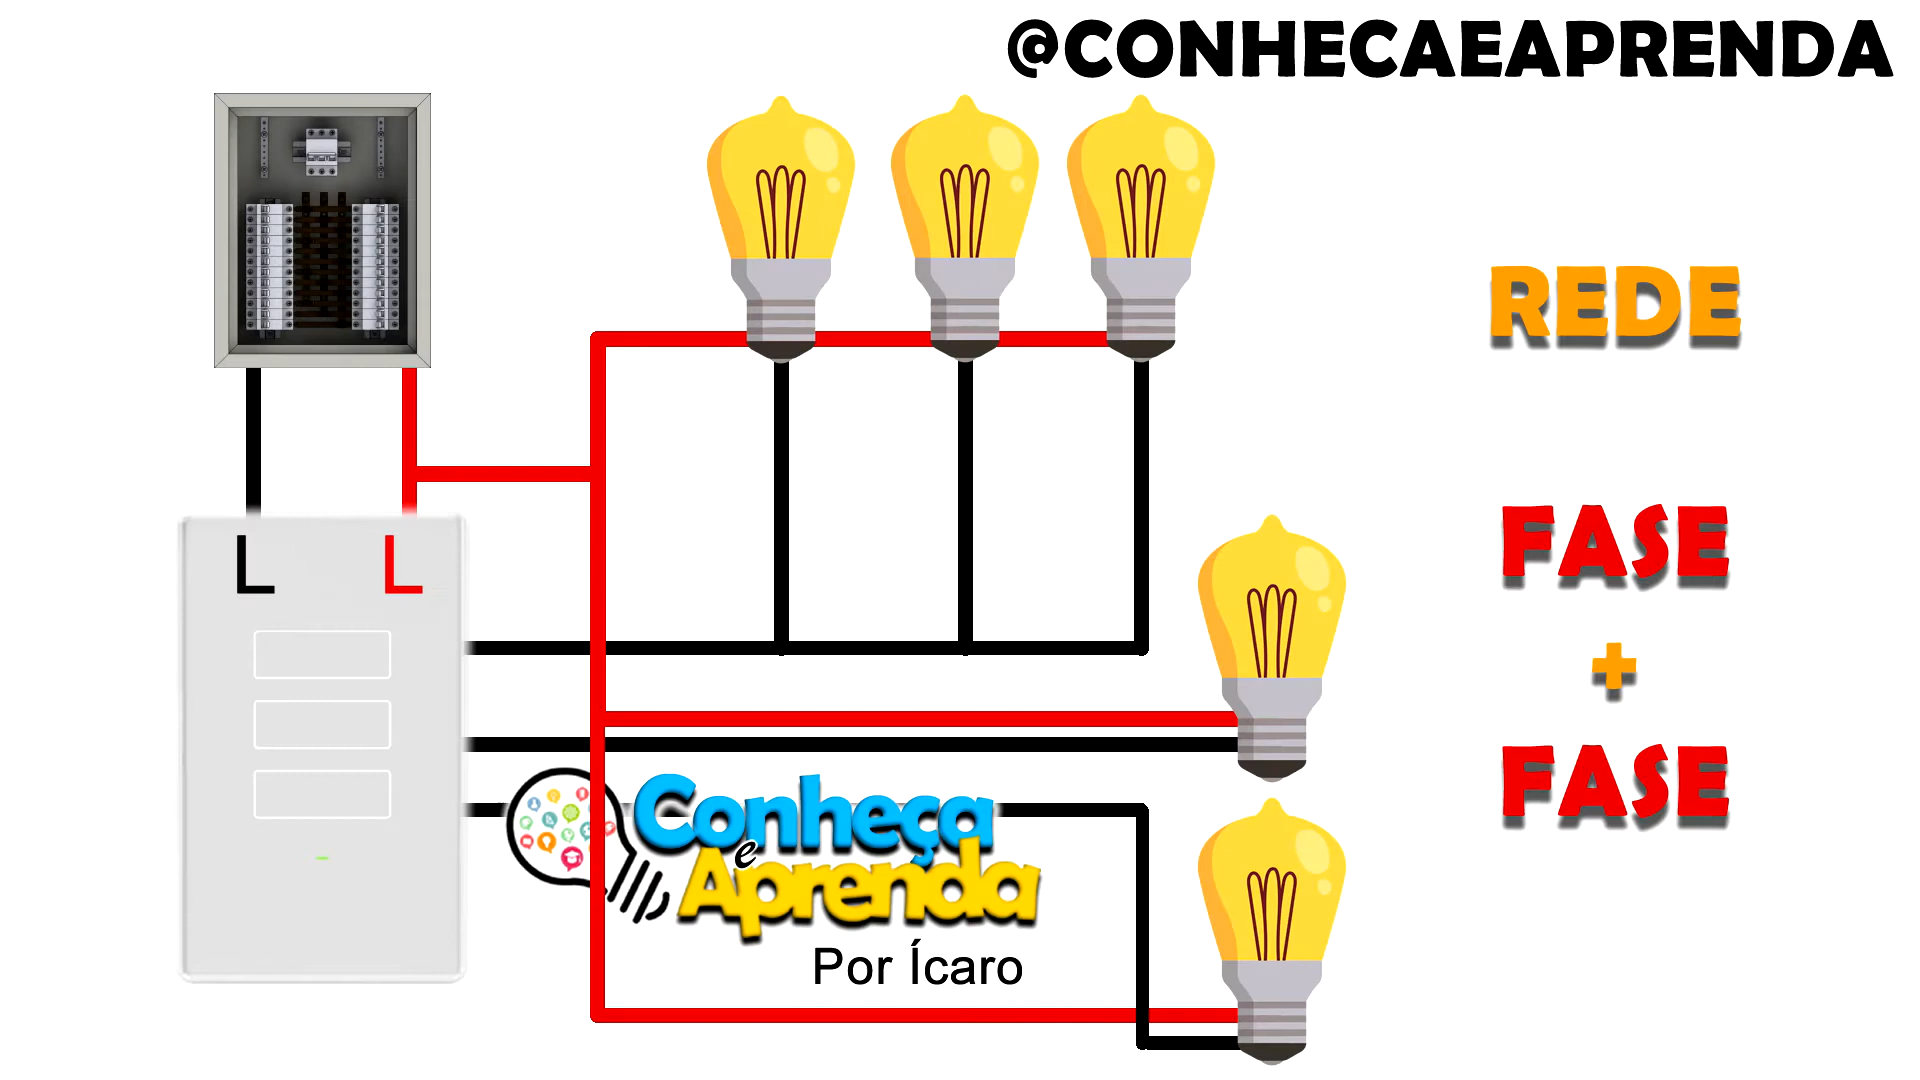 @CONHECAEAPRENDA
REDE
L L
FASE
+
FASE
Conheça
e
Aprenda
Por Ícaro